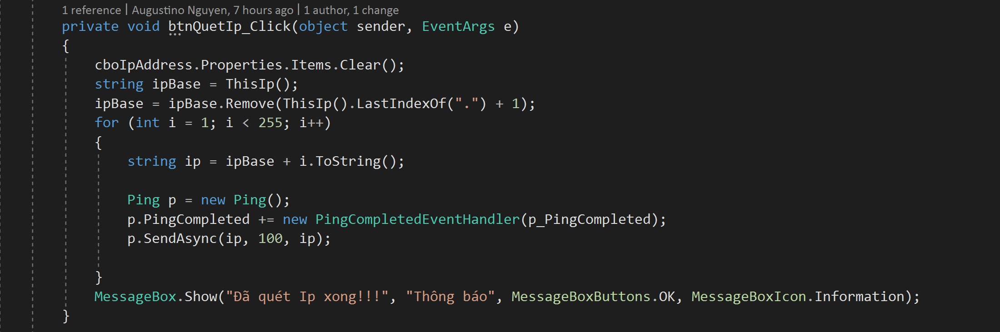 1 reference | Augustino Nguyen, 7 hours ago | 1 author, 1 change
private void btnQuetIp_Click(object sender, EventArgs e)
{
cboIpAddress.Properties.Items.Clear();
string ipBase = ThisIp();
ipBase = ipBase.Remove(ThisIp().LastIndexOf(".") + 1);
for (int i = 1; i < 255; i++)
{
string ip = ipBase + i.ToString();
Ping p = new Ping();
p.PingCompleted += new PingCompletedEventHandler(p_PingCompleted);
p.SendAsync(ip, 100, ip);
}
MessageBox.Show("Đã quét Ip xong!!!", "Thông báo", MessageBoxButtons.OK, MessageBoxIcon.Information);
}